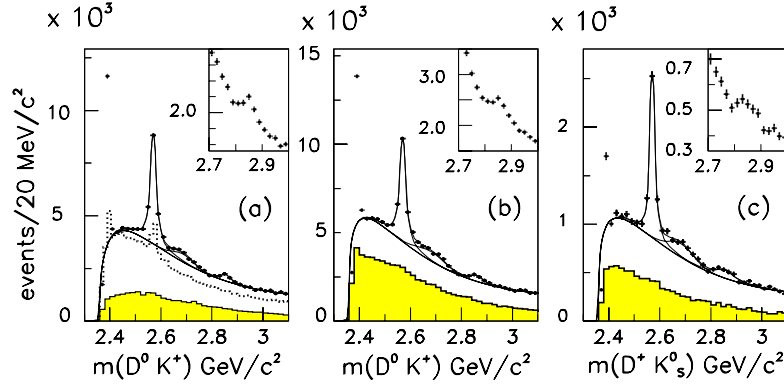 x 10³ x 10³ x 10³
events/20 MeV/c²
10
5
0
2.0
2.7 2.9
(a)
2.4 2.6 2.8 3
m(D⁰ K⁺) GeV/c²
15
10
5
0
3.0
2.0
2.7 2.9
(b)
2.4 2.6 2.8 3
m(D⁰ K⁺) GeV/c²
2
1
0
0.7
0.5
0.3
2.7 2.9
(c)
2.4 2.6 2.8 3
m(D⁺ K⁰s) GeV/c²